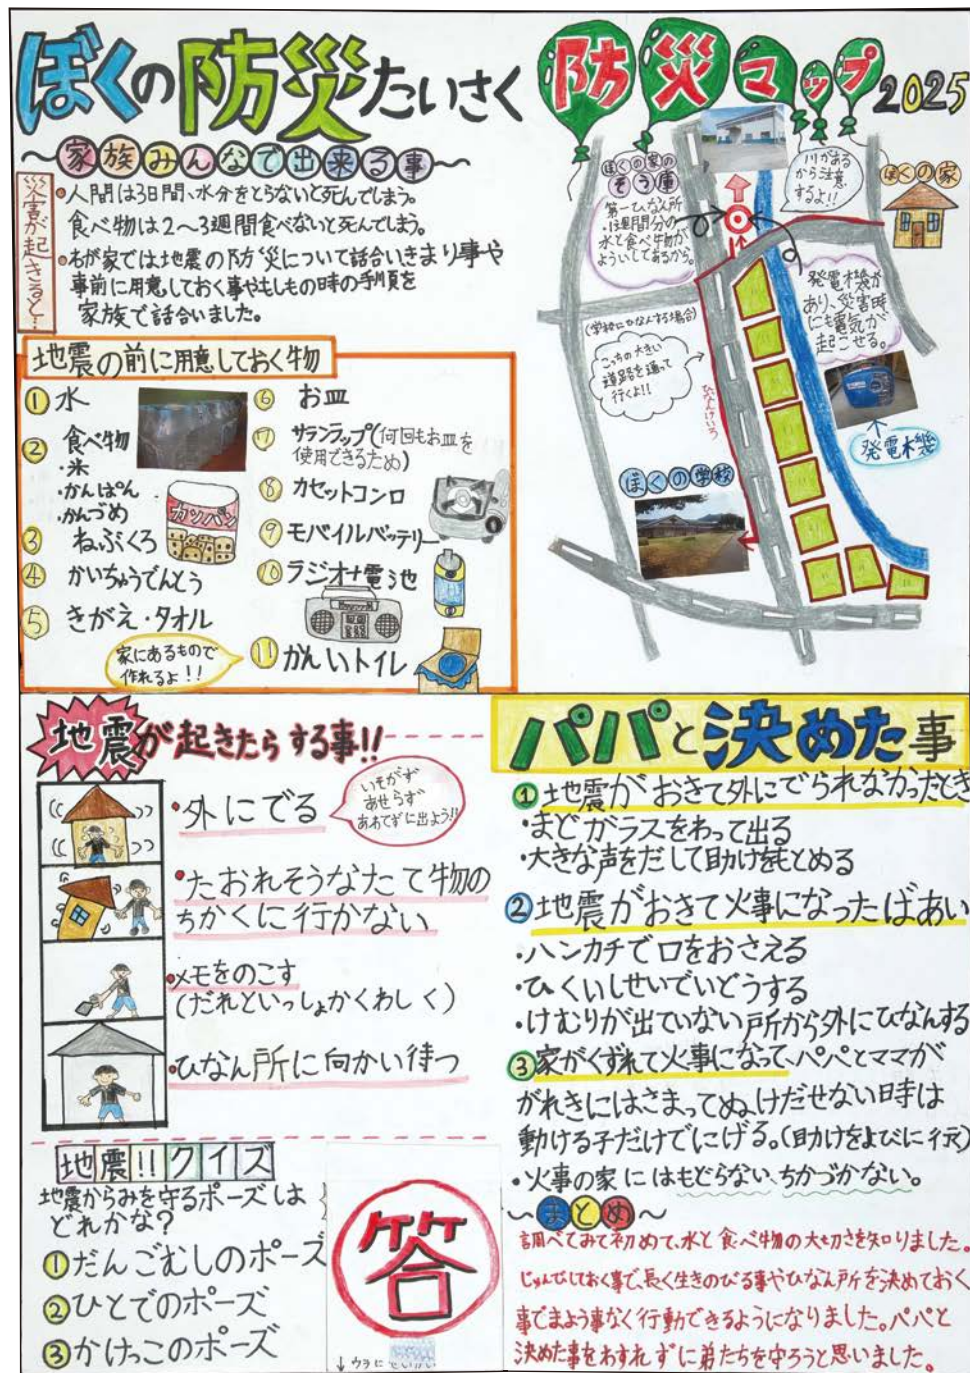 ぼくの防災たいさく
～家族みんなで出来る事～
災害が起きると…
・人間は3日間、水分をとらないと死んでしまう。
食べ物は2～3週間食べないと死んでしまう。
・わが家では地震の防災について話合いきまり事や
事前に用意しておく事やもしもの時の手順を
家族で話合いました。
地震の前に用意しておく物
①水
②食べ物
・米
・かんぱん
・かんづめ
カンパン
③ねぶくろ
④かいちゅうでんとう
⑤きがえ・タオル
⑥お皿
⑦サランラップ(何回もお皿を
使用できるため)
⑧カセットコンロ
⑨モバイルバッテリー
⑩ラジオ+電池
⑪かんいトイレ
家にあるもので
作れるよ!!
防災マップ2025
ぼくの家の
そう庫
第一ひなん所
・1週間分の
水と食べ物が
よういしてあるから。
川がある
から注意
するよ!!
ぼくの家
発電機が
あり、災害時
にも電気が
起こせる。
発電機
(学校にひなんする場合)
こっちの大きい
道路を通って
行くよ!!
ひなんけいろ
ぼくの学校
地震が起きたらする事!!
・外にでる
いそがず
あせらず
あわてずに出よう!!
・たおれそうなたて物の
ちかくに行かない
・メモをのこす
(だれといっしょかくわしく)
・ひなん所に向かい待つ
地震!!クイズ
地震からみを守るポーズは
どれかな?
①だんごむしのポーズ
②ひとでのポーズ
③かけっこのポーズ
答
↓ウラにせいかい
パパと決めた事
①地震がおきて外にでられなかったとき
・まどガラスをわって出る
・大きな声をだして助けをもとめる
②地震がおきて火事になったばあい
・ハンカチで口をおさえる
・ひくいしせいでいどうする
・けむりが出ていない所から外にひなんする
③家がくずれて火事になって、パパとママが
がれきにはさまってぬけだせない時は
動ける子だけでにげる。(助けをよびに行く)
・火事の家にはもどらない、ちかづかない。
～まとめ～
調べてみて初めて、水と食べ物の大切さを知りました。
じゅんびしておく事で、長く生きのびる事やひなん所を決めておく
事でまよう事なく行動できるようになりました。パパと
決めた事をわすれずに弟たちを守ろうと思いました。